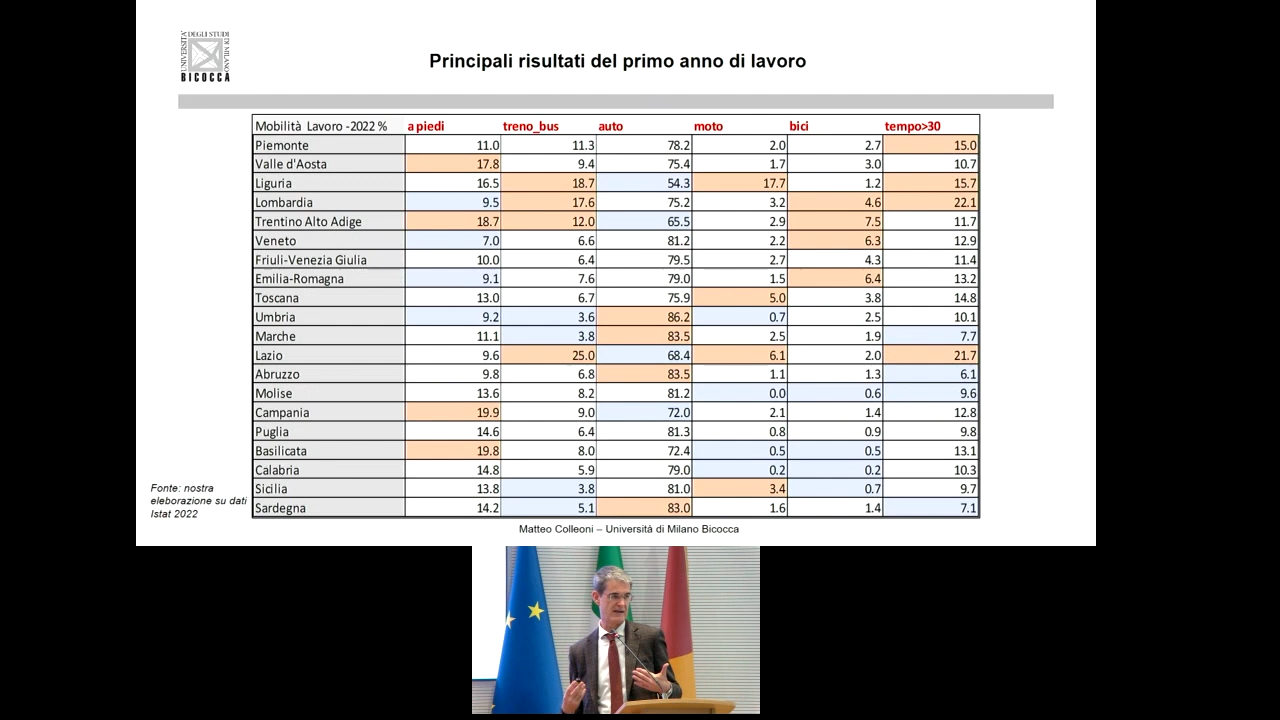 UNIVERSITA'
DEGLI STUDI
DI MILANO
BICOCCA
Principali risultati del primo anno di lavoro
Mobilità Lavoro -2022 % a piedi treno_bus auto moto bici tempo>30
Piemonte 11.0 11.3 78.2 2.0 2.7 15.0
Valle d'Aosta 17.8 9.4 75.4 1.7 3.0 10.7
Liguria 16.5 18.7 54.3 17.7 1.2 15.7
Lombardia 9.5 17.6 75.2 3.2 4.6 22.1
Trentino Alto Adige 18.7 12.0 65.5 2.9 7.5 11.7
Veneto 7.0 6.6 81.2 2.2 6.3 12.9
Friuli-Venezia Giulia 10.0 6.4 79.5 2.7 4.3 11.4
Emilia-Romagna 9.1 7.6 79.0 1.5 6.4 13.2
Toscana 13.0 6.7 75.9 5.0 3.8 14.8
Umbria 9.2 3.6 86.2 0.7 2.5 10.1
Marche 11.1 3.8 83.5 2.5 1.9 7.7
Lazio 9.6 25.0 68.4 6.1 2.0 21.7
Abruzzo 9.8 6.8 83.5 1.1 1.3 6.1
Molise 13.6 8.2 81.2 0.0 0.6 9.6
Campania 19.9 9.0 72.0 2.1 1.4 12.8
Puglia 14.6 6.4 81.3 0.8 0.9 9.8
Basilicata 19.8 8.0 72.4 0.5 0.5 13.1
Calabria 14.8 5.9 79.0 0.2 0.2 10.3
Sicilia 13.8 3.8 81.0 3.4 0.7 9.7
Sardegna 14.2 5.1 83.0 1.6 1.4 7.1
Fonte: nostra
elaborazione su dati
Istat 2022
Matteo Colleoni – Università di Milano Bicocca